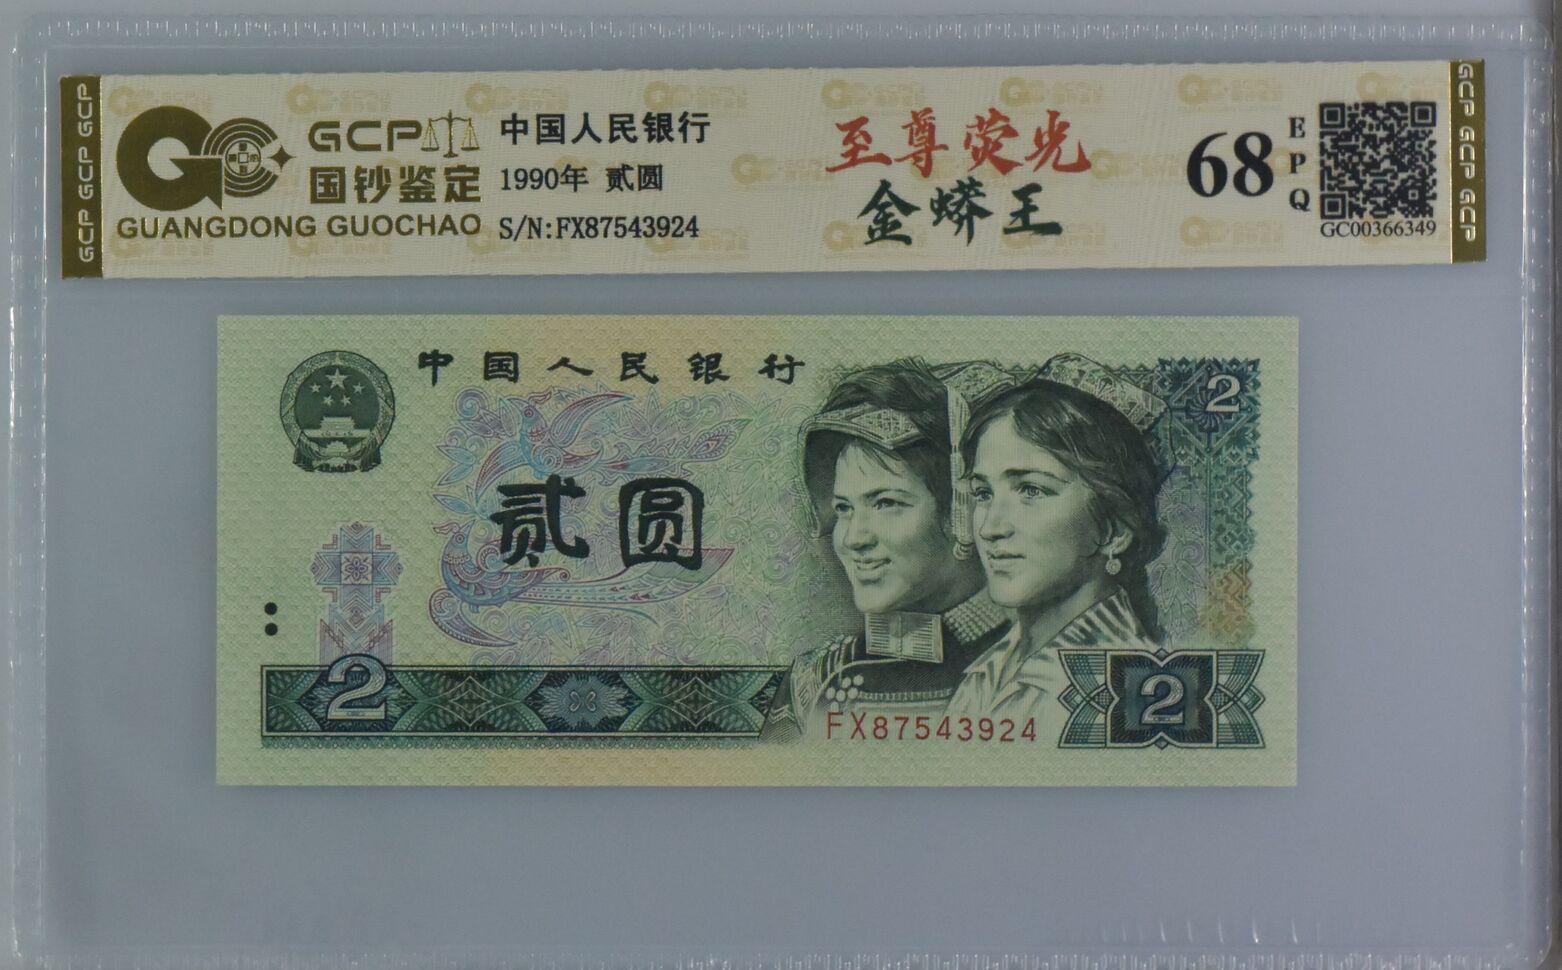 GCP GCP GCP
GCP
国钞鉴定
GUANGDONG GUOCHAO
中国人民银行
1990年 贰圆
S/N:FX87543924
至尊荧光
金蟒王
68
EPQ
GC00366349
GCP GCP GCP
中国人民银行
2
贰圆
2
FX87543924
2